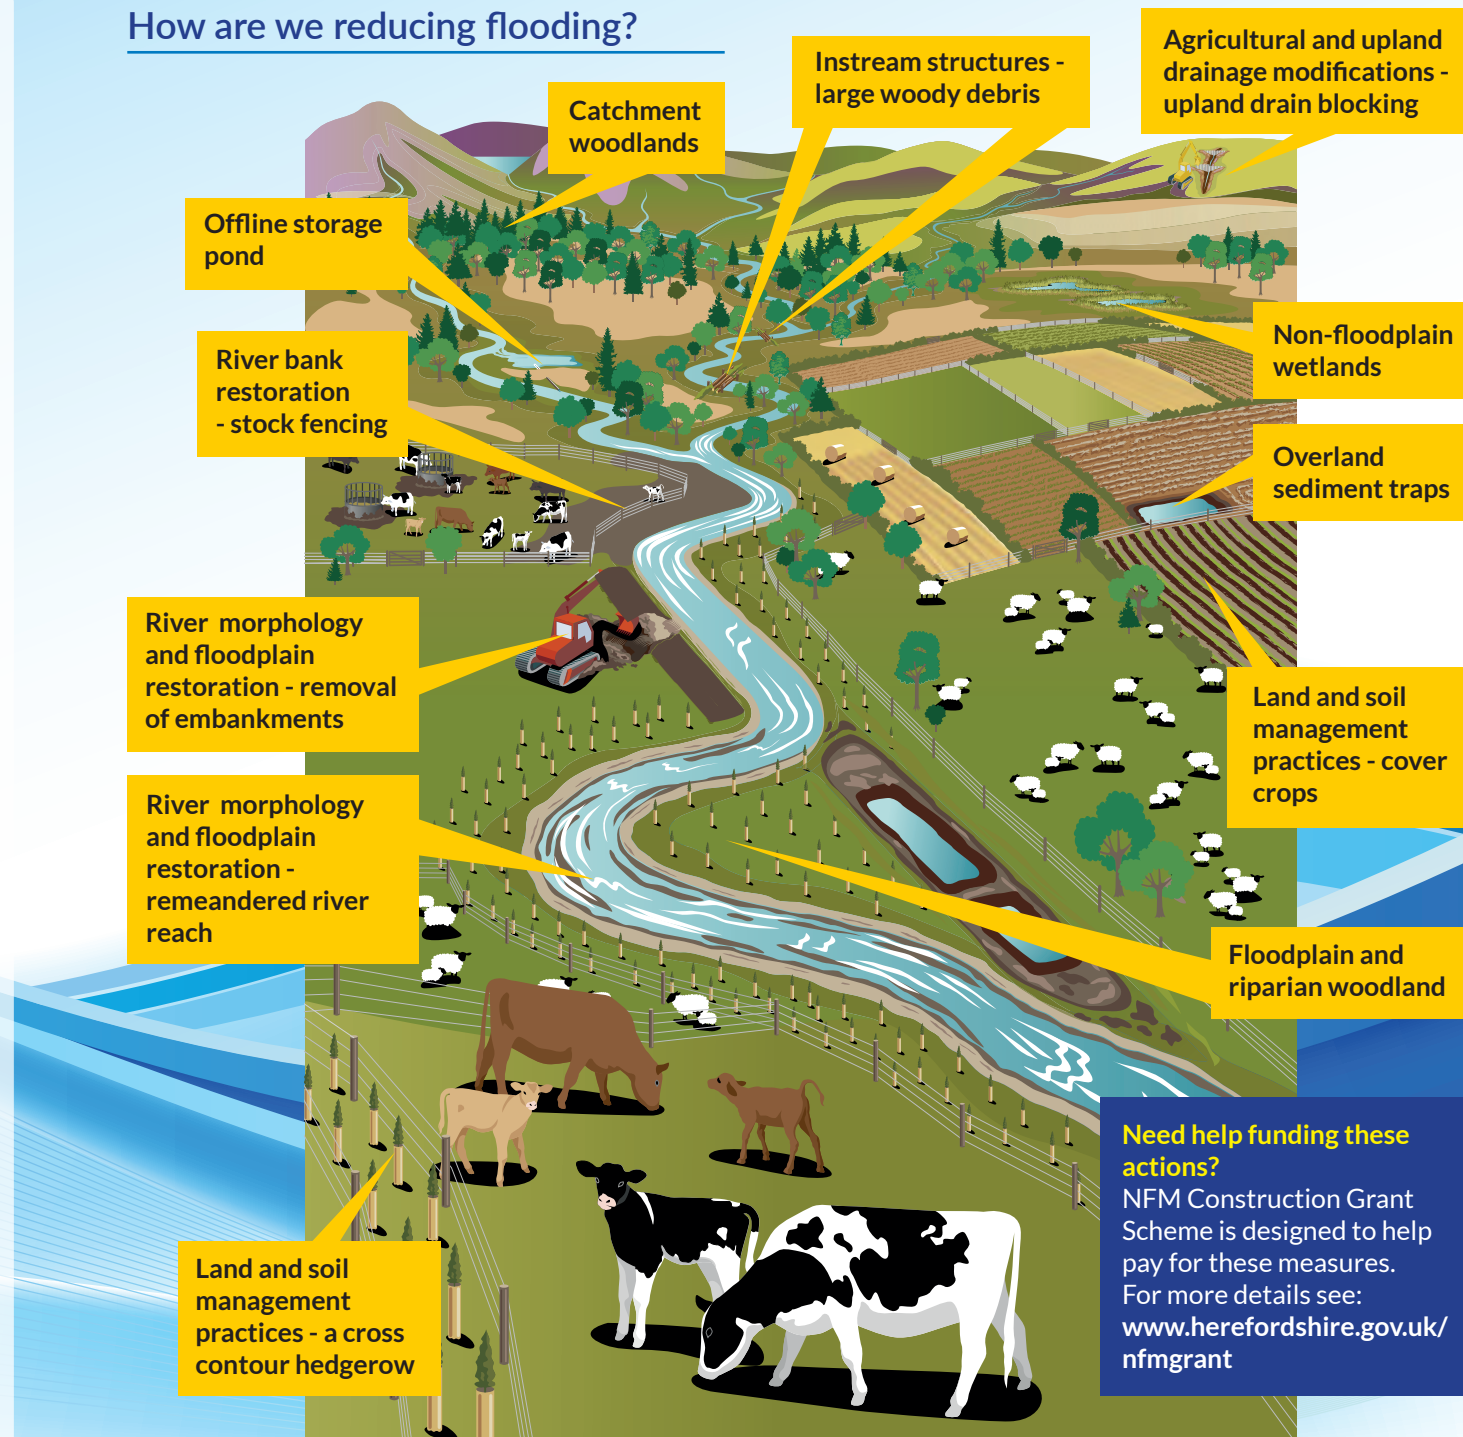 How are we reducing flooding?
Catchment
woodlands
Instream structures -
large woody debris
Agricultural and upland
drainage modifications -
upland drain blocking
Offline storage
pond
River bank
restoration
- stock fencing
Non-floodplain
wetlands
Overland
sediment traps
River morphology
and floodplain
restoration - removal
of embankments
Land and soil
management
practices - cover
crops
River morphology
and floodplain
restoration -
remeandered river
reach
Floodplain and
riparian woodland
Land and soil
management
practices - a cross
contour hedgerow
Need help funding these
actions?
NFM Construction Grant
Scheme is designed to help
pay for these measures.
For more details see:
www.herefordshire.gov.uk/
nfmgrant